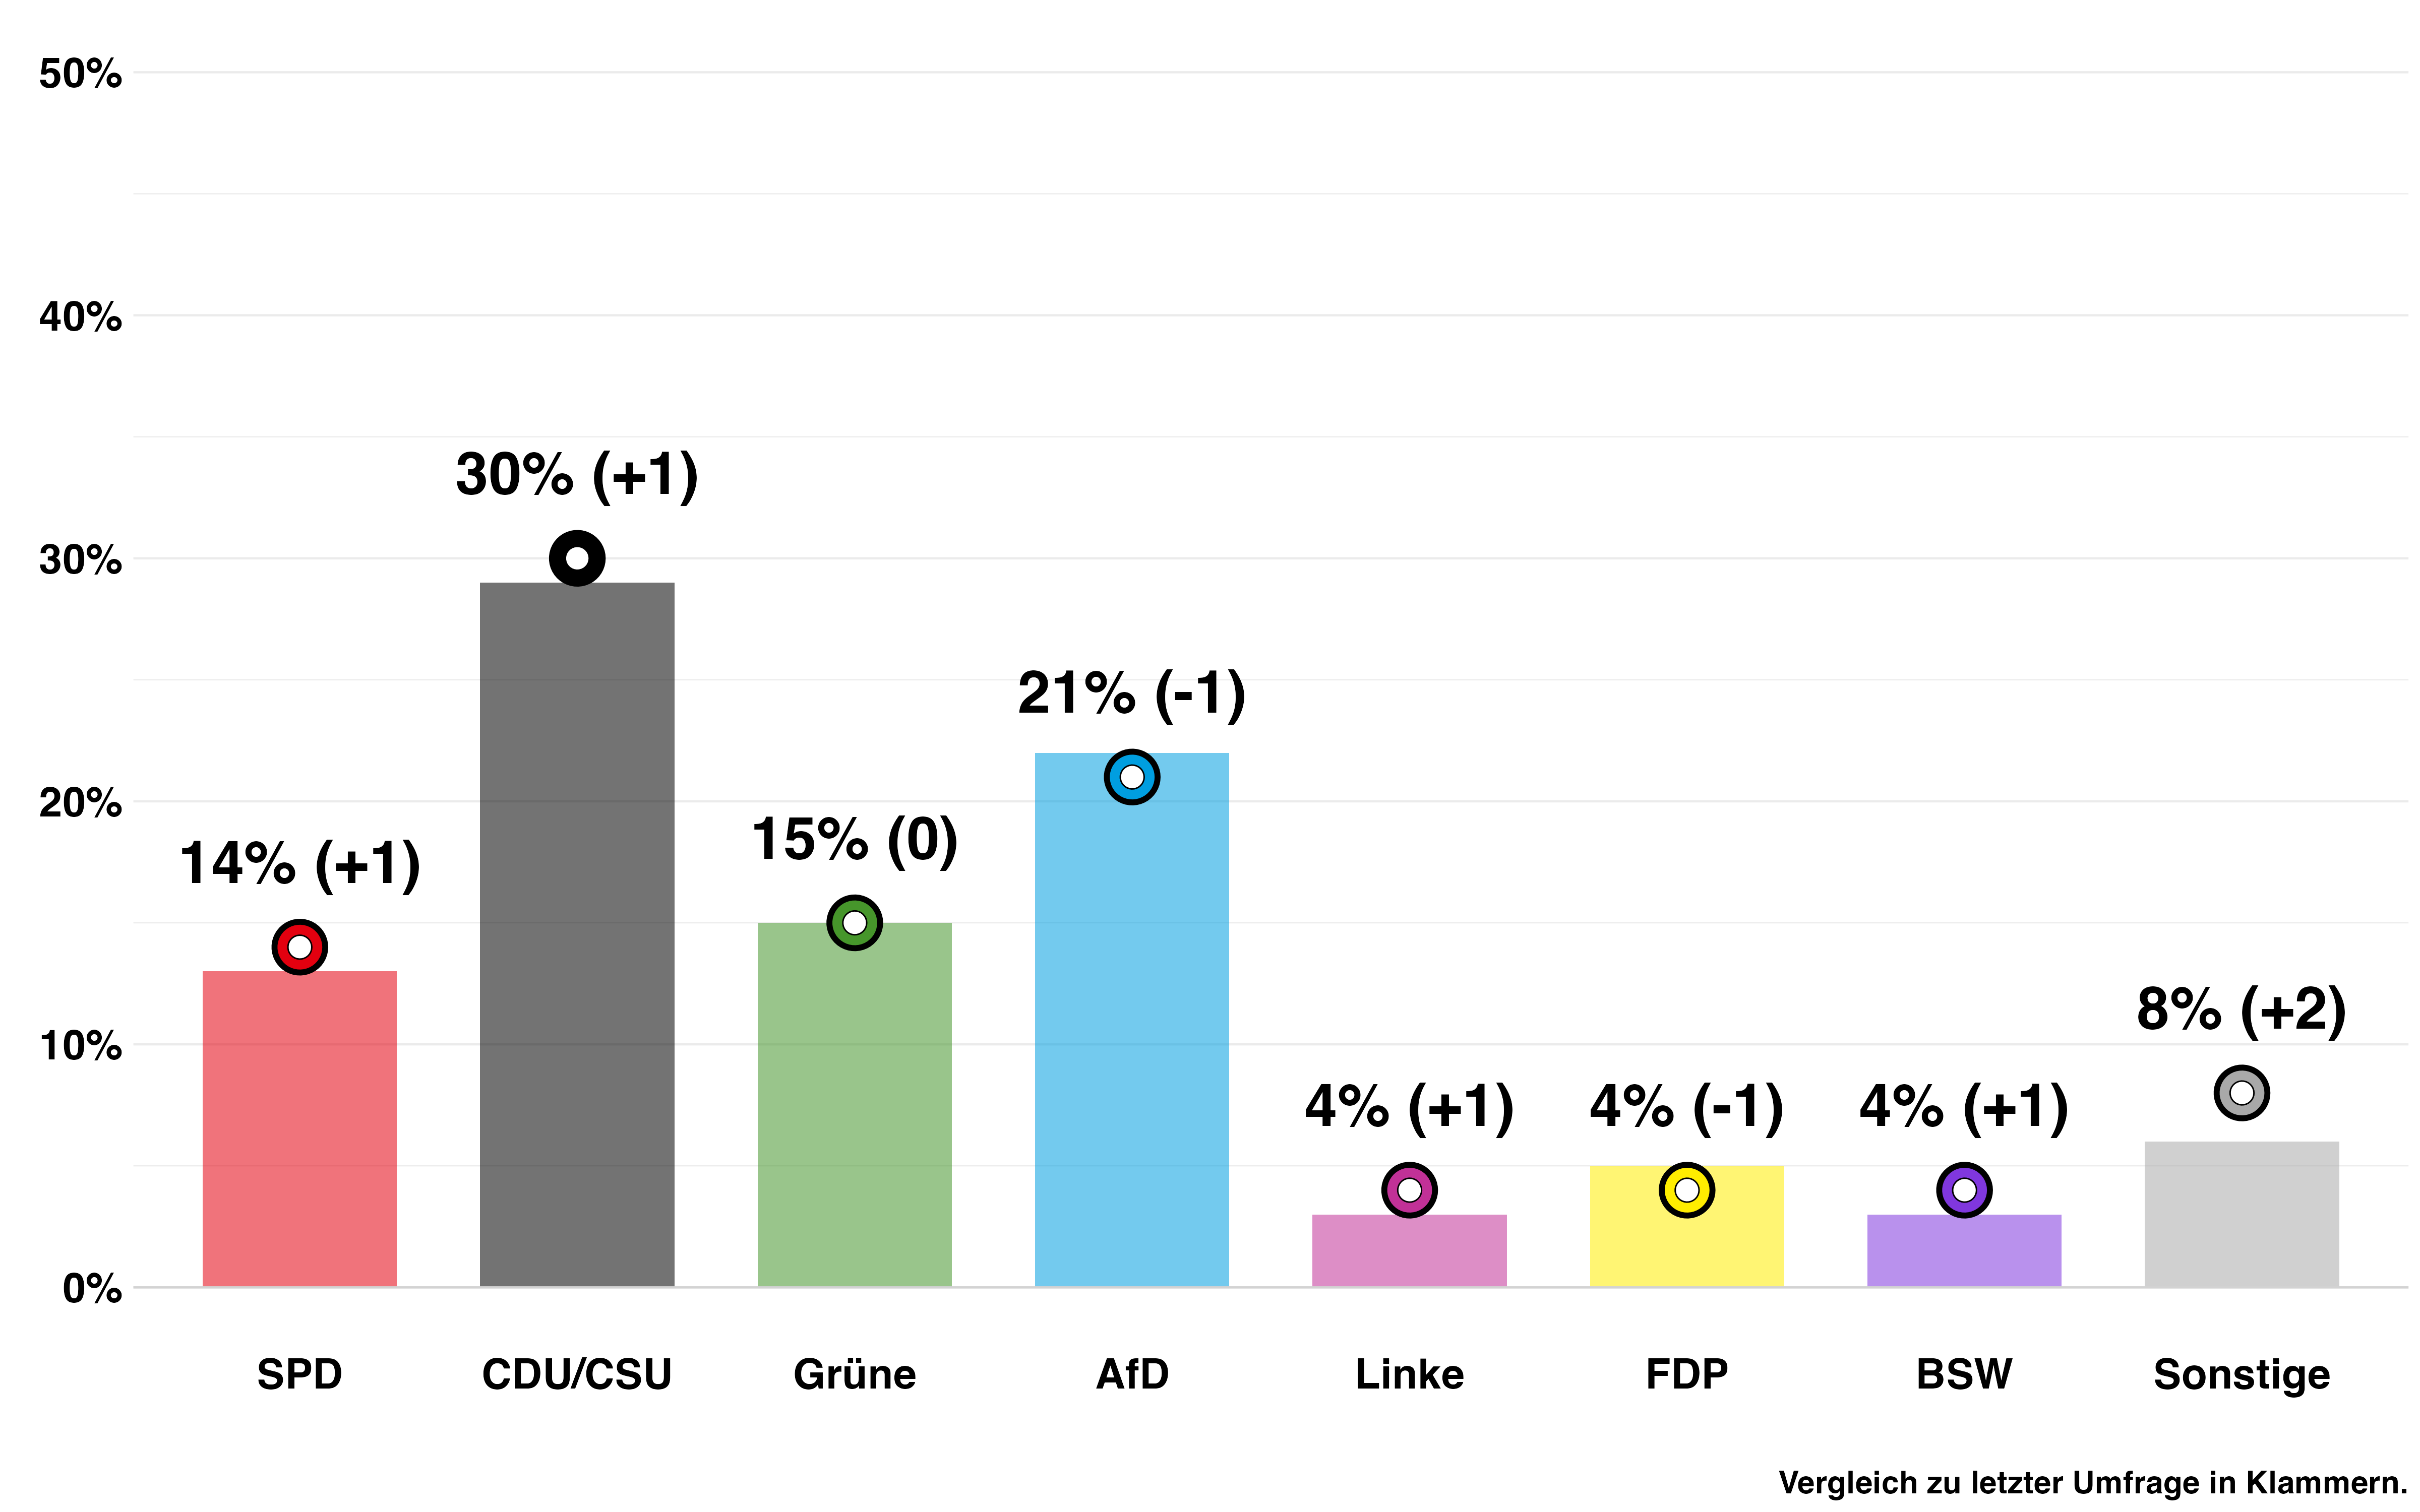 50%
40%
30%
20%
10%
0%
14% (+1)
30% (+1)
15% (0)
21% (-1)
4% (+1)
4% (-1)
4% (+1)
8% (+2)
SPD
CDU/CSU
Grüne
AfD
Linke
FDP
BSW
Sonstige
Vergleich zu letzter Umfrage in Klammern.